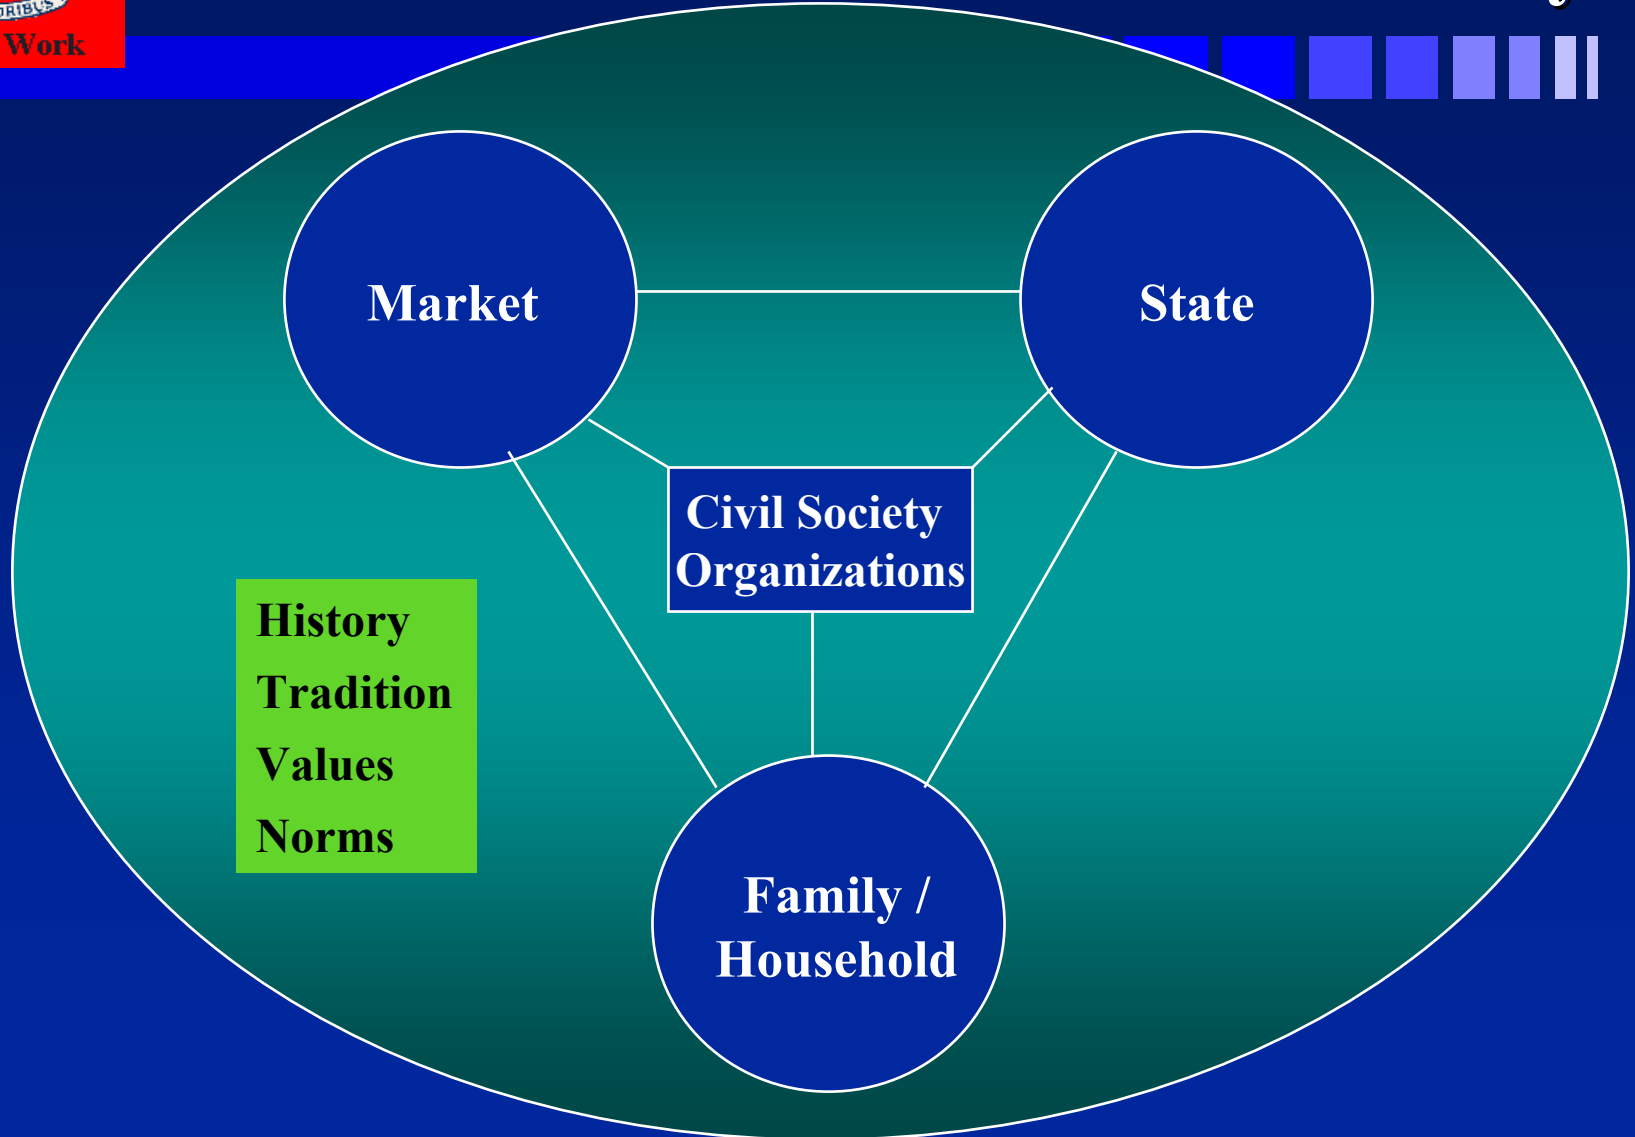 Work
Market
State
Civil Society
Organizations
History
Tradition
Values
Norms
Family /
Household